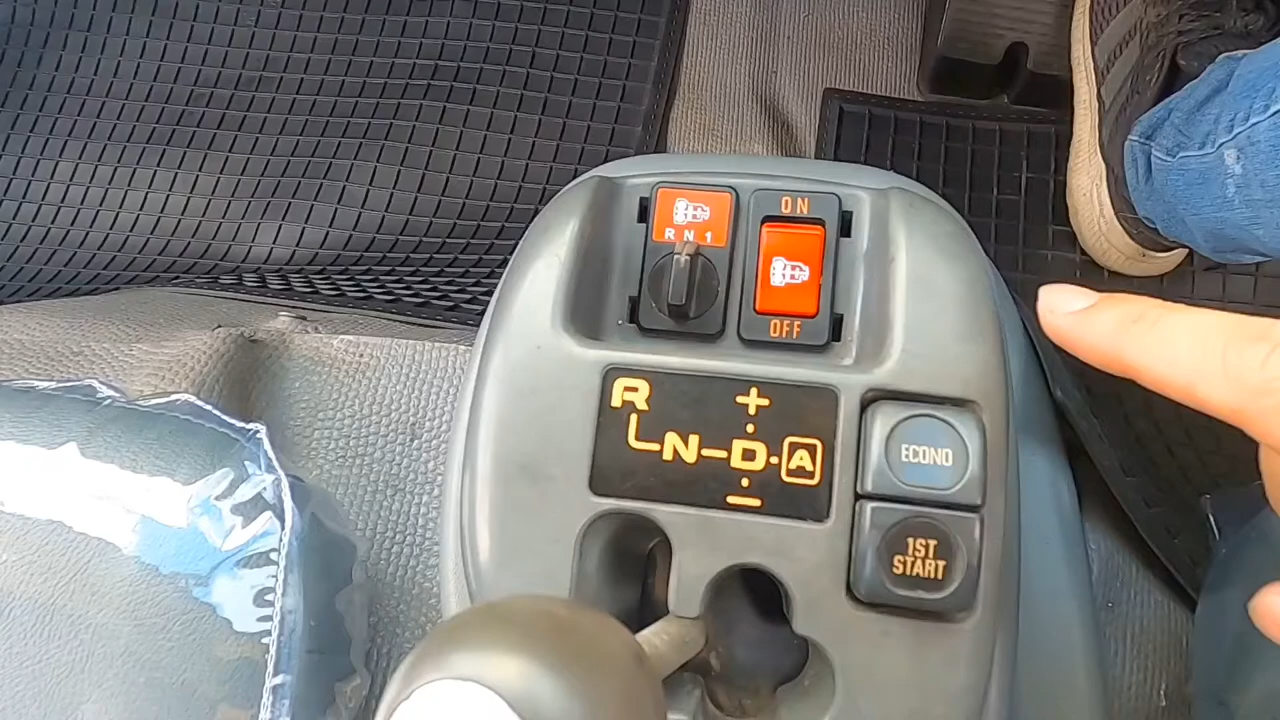 R N 1
ON
OFF
R
+
N D A
−
ECONO
1ST
START